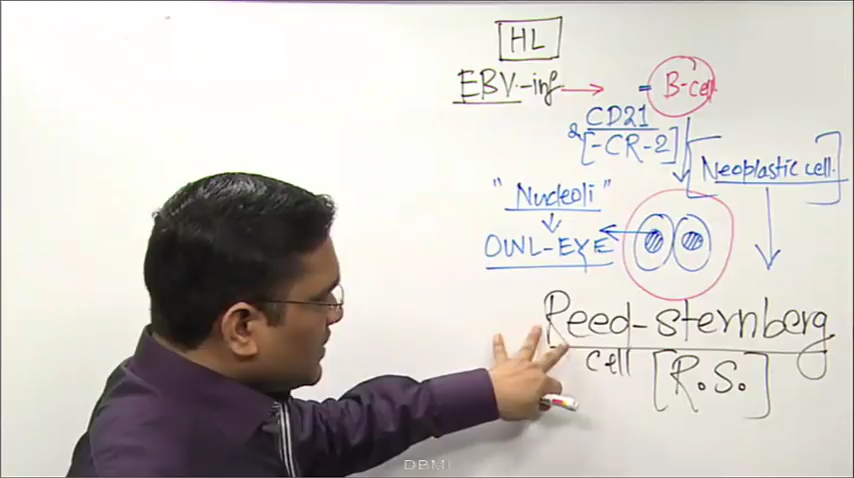 HL
EBV-inf → = B-cell
CD21
& [-CR-2]
Neoplastic cell
"Nucleoli"
OWL-EYE
Reed-sternberg
cell [R.S.]
DBMI